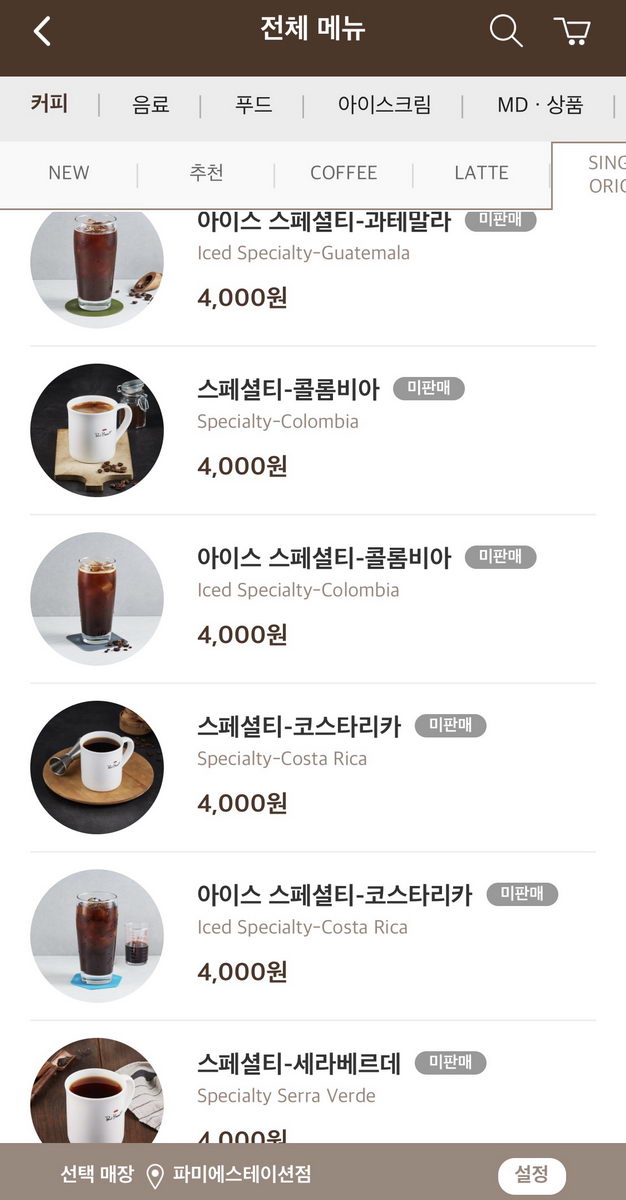 전체 메뉴
커피 음료 푸드 아이스크림 MD · 상품
NEW 추천 COFFEE LATTE
아이스 스페셜티-과테말라 미판매
Iced Specialty-Guatemala
4,000원
스페셜티-콜롬비아 미판매
Specialty-Colombia
4,000원
아이스 스페셜티-콜롬비아 미판매
Iced Specialty-Colombia
4,000원
스페셜티-코스타리카 미판매
Specialty-Costa Rica
4,000원
아이스 스페셜티-코스타리카 미판매
Iced Specialty-Costa Rica
4,000원
스페셜티-세라베르데 미판매
Specialty Serra Verde
4,000원
선택 매장 파미에스테이션점 설정